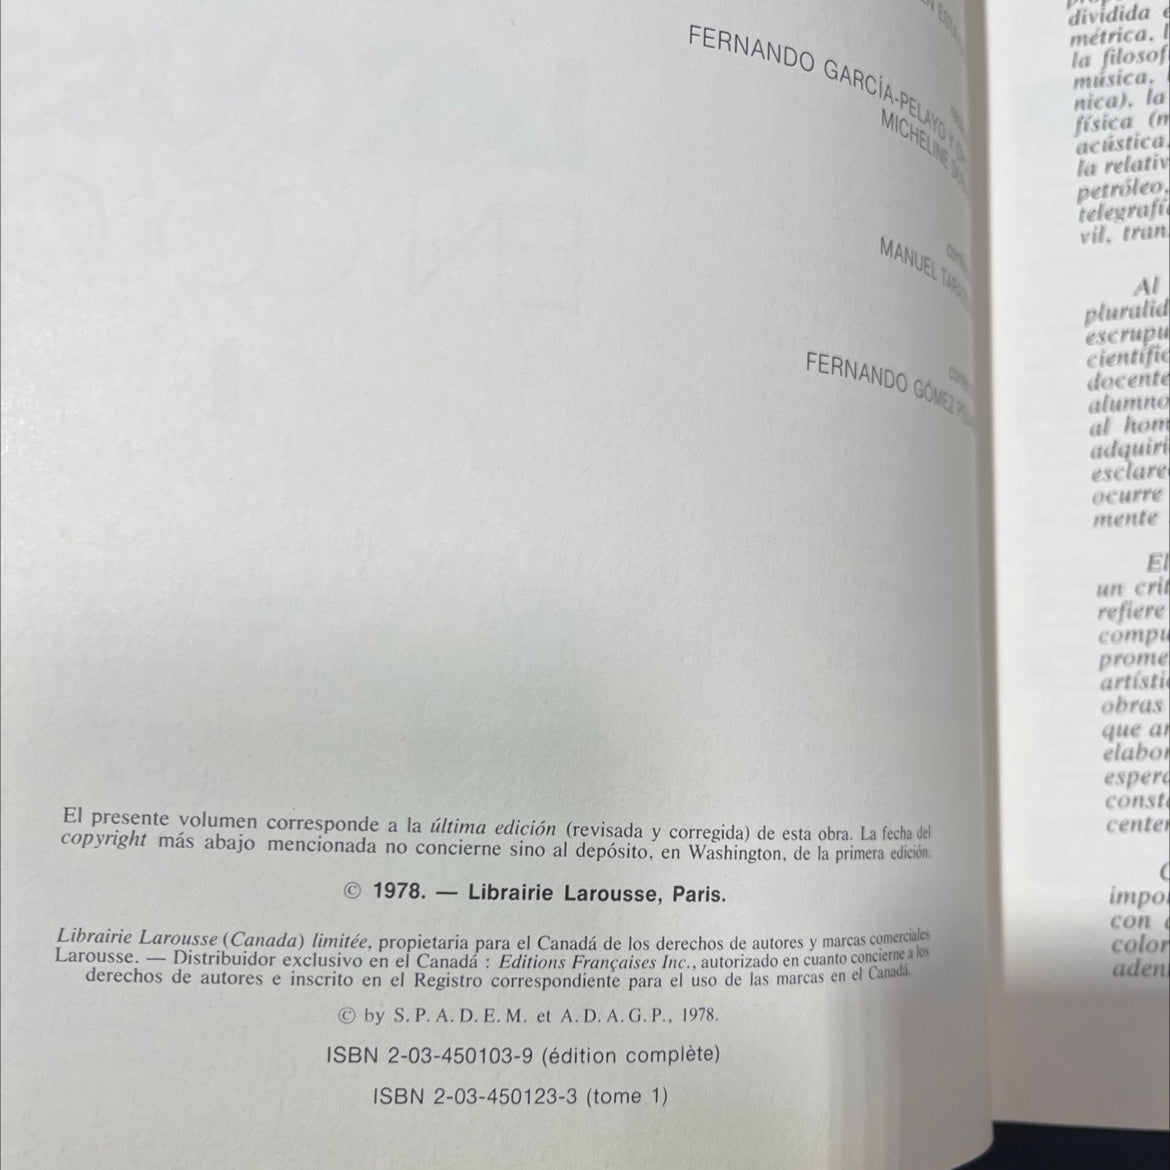 FERNANDO GARCÍA-PELAYO Y
MICHELINE
MANUEL
FERNANDO GÓMEZ
El presente volumen corresponde a la última edición (revisada y corregida) de esta obra. La fecha del
copyright más abajo mencionada no concierne sino al depósito, en Washington, de la primera edición.
© 1978. — Librairie Larousse, Paris.
Librairie Larousse (Canada) limitée, propietaria para el Canadá de los derechos de autores y marcas comerciales
Larousse. — Distribuidor exclusivo en el Canadá : Editions Françaises Inc., autorizado en cuanto concierne a los
derechos de autores e inscrito en el Registro correspondiente para el uso de las marcas en el Canadá.
© by S. P. A. D. E. M. et A. D. A. G. P., 1978.
ISBN 2-03-450103-9 (édition complète)
ISBN 2-03-450123-3 (tome 1)
dividida
métrica,
la filosof
música,
nica), la
física (m
acústica,
la relativ
petróleo,
telegrafí
vil, tran
Al
pluralid
escrupu
científic
docente
alumno
al hom
adquiri
esclare
ocurre
mente
El
un crit
refiere
compu
prome
artísti
obras
que a
elabor
espera
const
center
impo
con
color
aden